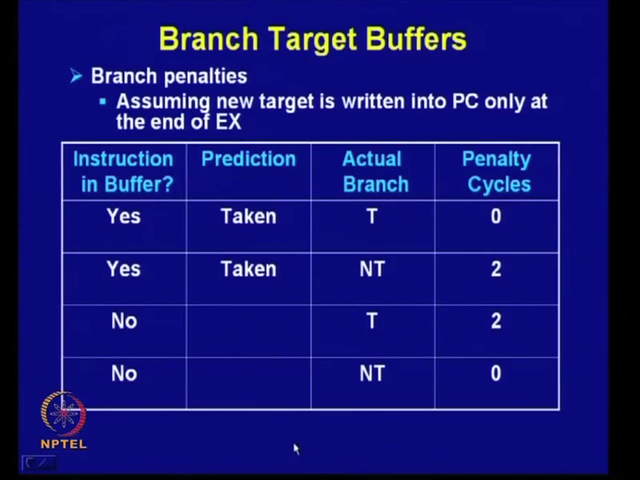 Branch Target Buffers
Branch penalties
Assuming new target is written into PC only at
the end of EX
Instruction in Buffer? Prediction Actual Branch Penalty Cycles
Yes Taken T 0
Yes Taken NT 2
No T 2
No NT 0
NPTEL